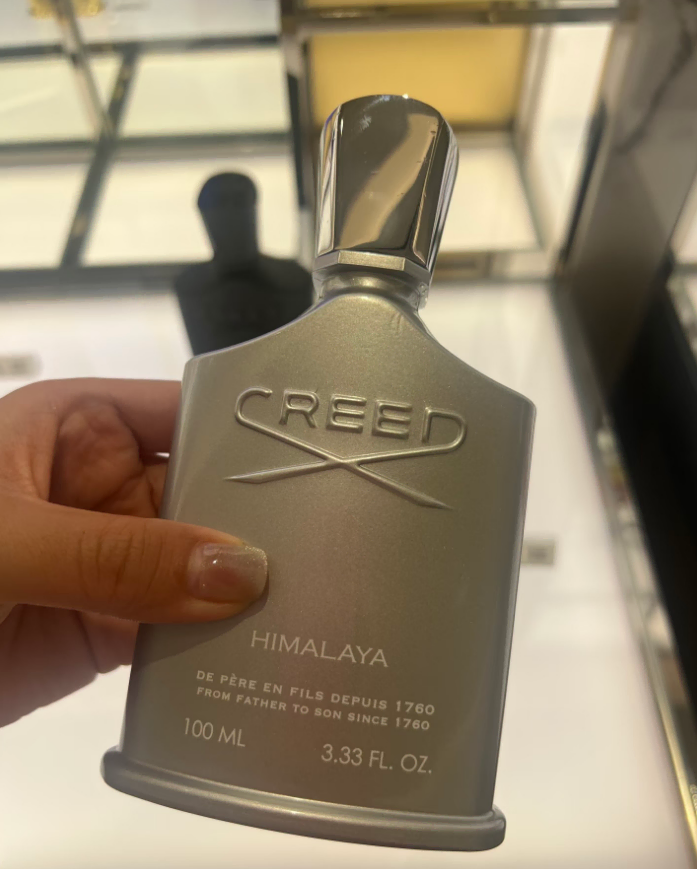 CREED
HIMALAYA
DE PÈRE EN FILS DEPUIS 1760
FROM FATHER TO SON SINCE 1760
100 ML
3.33 FL. OZ.